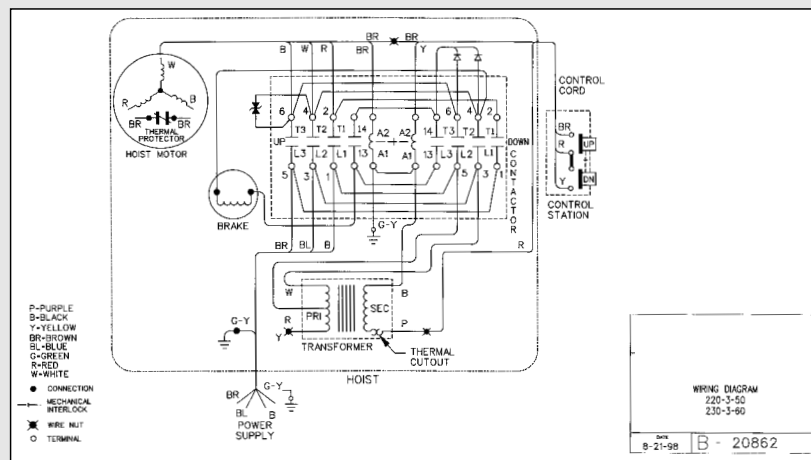 B W R BR BR Y
W
R B
BR BR
THERMAL
PROTECTOR
HOIST MOTOR
6 4 2 6 4 2
T3 T2 T1 14 A2 A2 14 T3 T2 T1
UP DOWN
L3 L2 L1 13 A1 A1 13 L3 L2 L1
5 3 1 5 3 1
CONTACTOR
CONTROL
CORD
BR
R
Y
UP
DN
CONTROL
STATION
BRAKE
G-Y
BR BL B
R
W B
PRI SEC
R
Y
P
TRANSFORMER
THERMAL
CUTOUT
HOIST
G-Y
BR
BL
B
G-Y
POWER
SUPPLY
P-PURPLE
B-BLACK
Y-YELLOW
BR-BROWN
BL-BLUE
G-GREEN
R-RED
W-WHITE
CONNECTION
MECHANICAL
INTERLOCK
WIRE NUT
TERMINAL
WIRING DIAGRAM
220-3-50
230-3-60
DATE
8-21-98
B - 20862